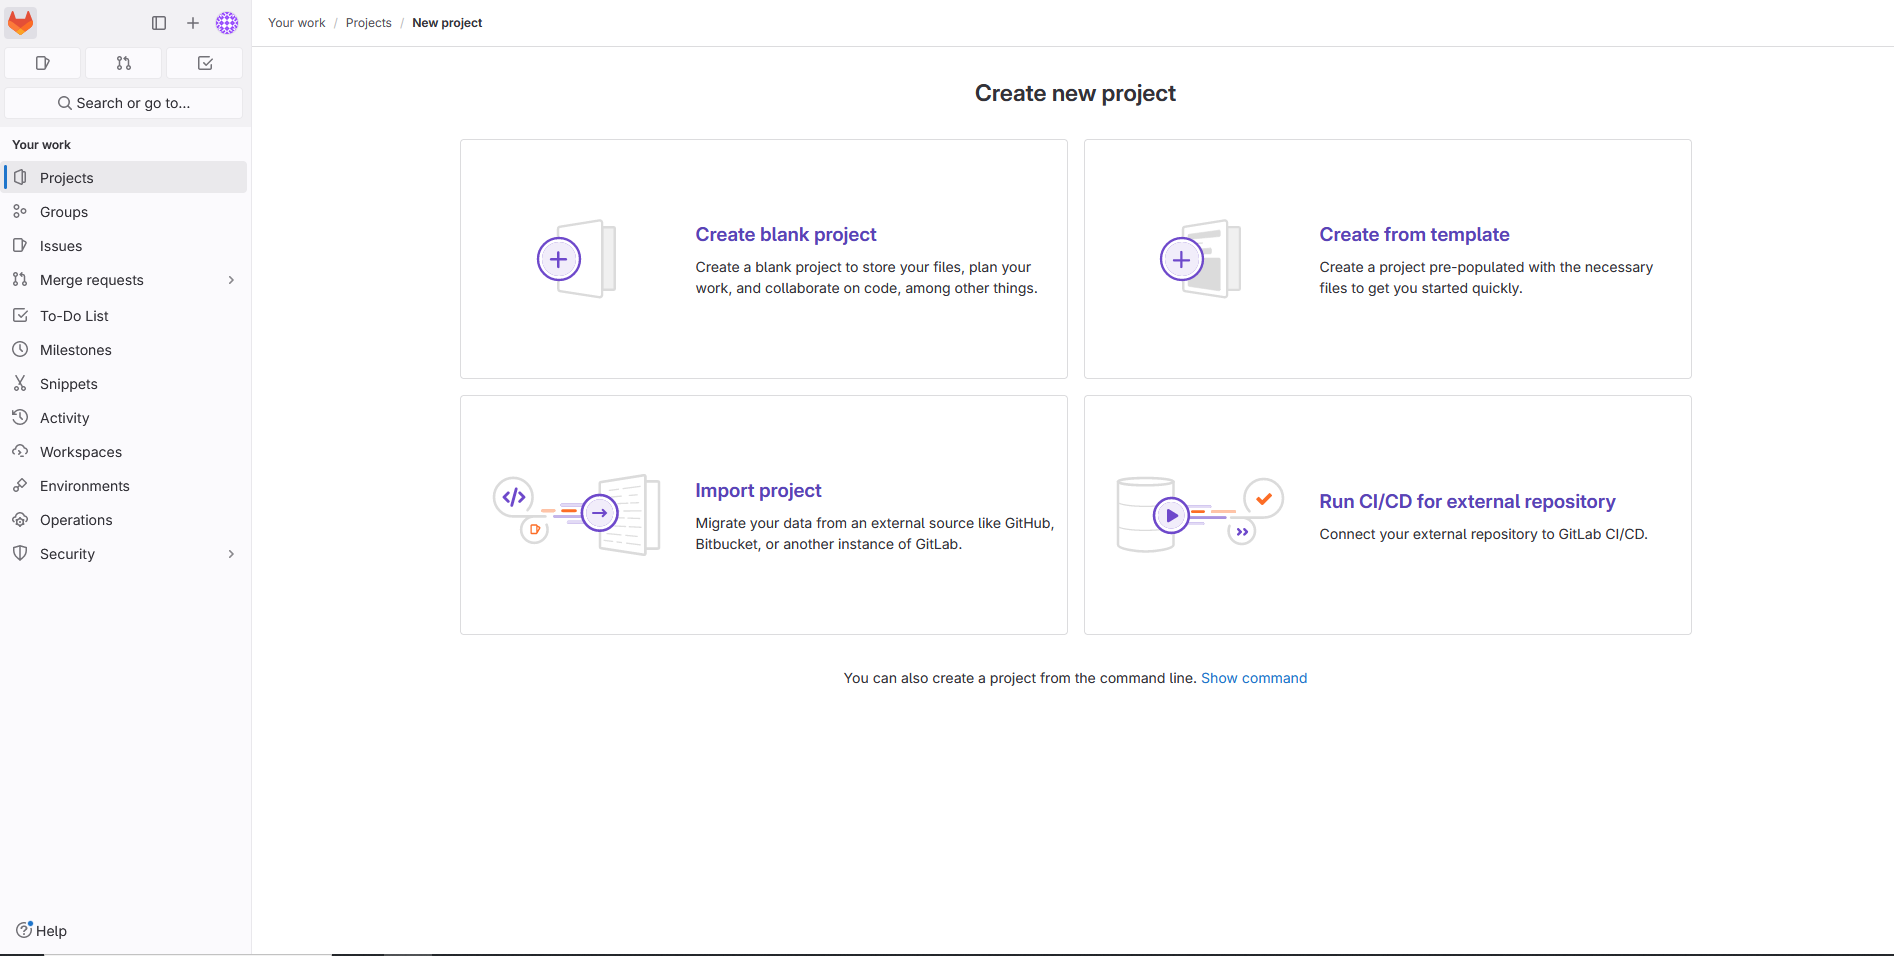 Your work / Projects / New project
Search or go to...
Your work
Projects
Groups
Issues
Merge requests
To-Do List
Milestones
Snippets
Activity
Workspaces
Environments
Operations
Security
Help
Create new project
Create blank project
Create a blank project to store your files, plan your
work, and collaborate on code, among other things.
Create from template
Create a project pre-populated with the necessary
files to get you started quickly.
Import project
Migrate your data from an external source like GitHub,
Bitbucket, or another instance of GitLab.
Run CI/CD for external repository
Connect your external repository to GitLab CI/CD.
You can also create a project from the command line. Show command